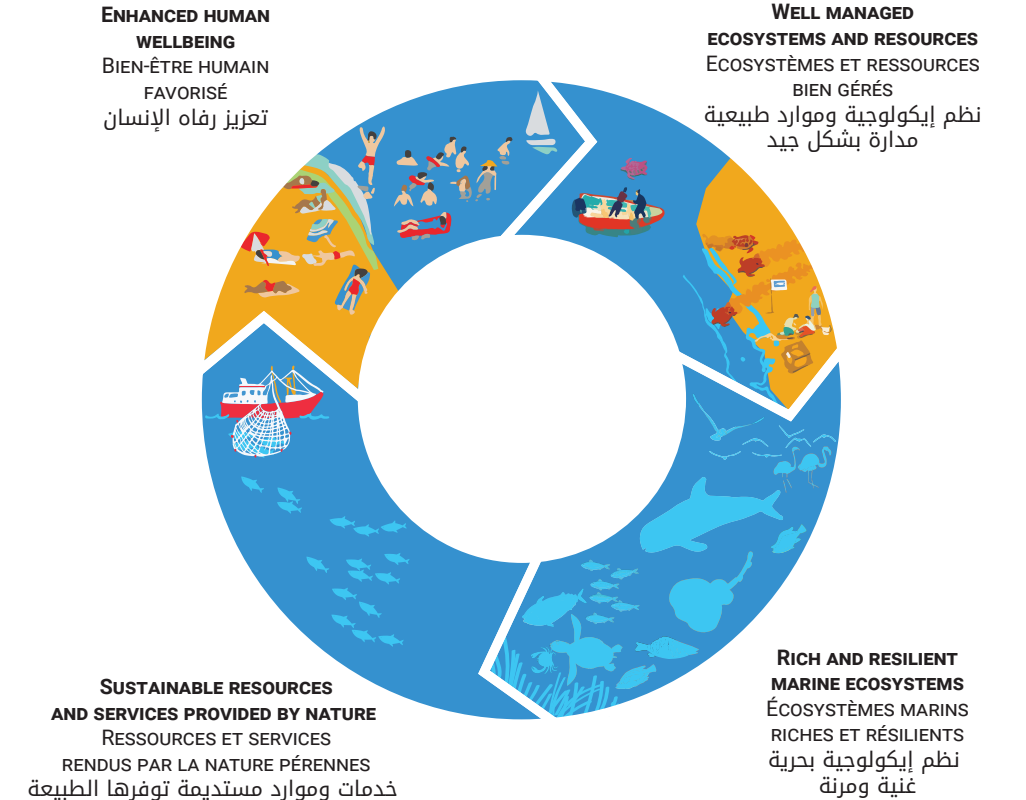 ENHANCED HUMAN
WELLBEING
BIEN-ÊTRE HUMAIN
FAVORISÉ
تعزيز رفاه الإنسان
WELL MANAGED
ECOSYSTEMS AND RESOURCES
ECOSYSTÈMES ET RESSOURCES
BIEN GÉRÉS
نظم إيكولوجية وموارد طبيعية
مدارة بشكل جيد
SUSTAINABLE RESOURCES
AND SERVICES PROVIDED BY NATURE
RESSOURCES ET SERVICES
RENDUS PAR LA NATURE PÉRENNES
خدمات وموارد مستديمة توفرها الطبيعة
RICH AND RESILIENT
MARINE ECOSYSTEMS
ÉCOSYSTÈMES MARINS
RICHES ET RÉSILIENTS
نظم إيكولوجية بحرية
غنية ومرنة